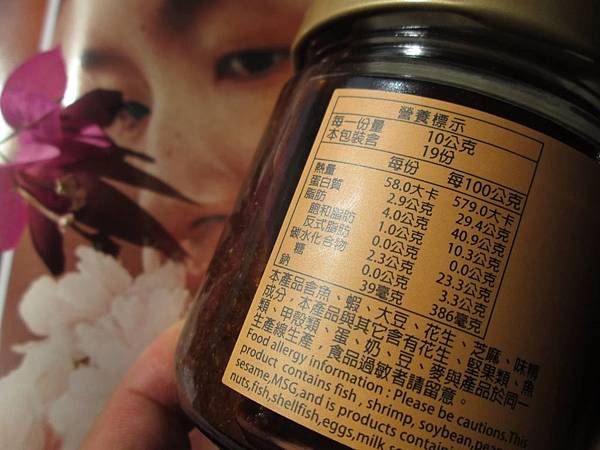 營養標示
每一份量 10公克
本包裝含 19份
每份 每100公克
熱量 58.0大卡 579.0大卡
蛋白質 2.9公克 29.4公克
脂肪 4.0公克 40.9公克
飽和脂肪 1.0公克 10.3公克
反式脂肪 0.0公克 0.0公克
碳水化合物 2.3公克 23.3公克
糖 0.0公克 3.3公克
鈉 39毫克 386毫克
本產品含魚、蝦、大豆、花生、芝麻、味精
成分，本產品與其它含有花生、堅果類、魚
類、甲殼類、蛋、奶、豆、麥與產品於同一
生產線生產，食品過敏者請留意。
Food allergy information : Please be cautions.This
product contains fish , shrimp, soybean,
sesame,MSG,and is products
nuts,fish,shellfish,eggs,milk